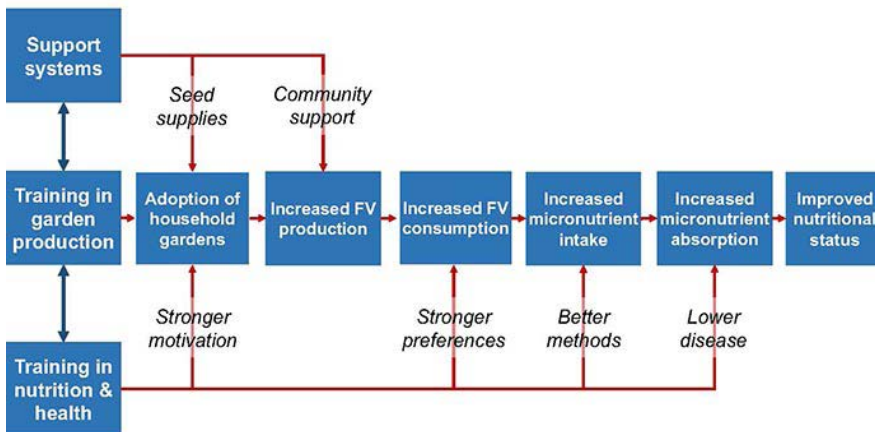 Support
systems
Seed
supplies
Community
support
Training in
garden
production
Adoption of
household
gardens
Increased FV
production
Increased FV
consumption
Increased
micronutrient
intake
Increased
micronutrient
absorption
Improved
nutritional
status
Stronger
motivation
Stronger
preferences
Better
methods
Lower
disease
Training in
nutrition &
health